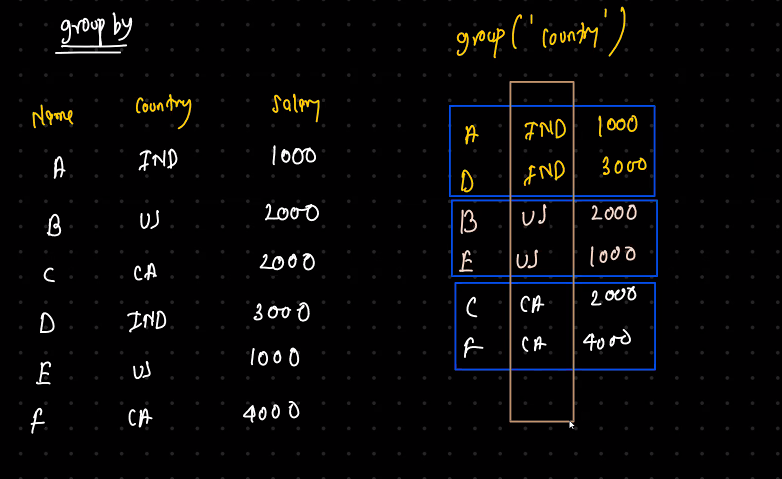 group by
Name Country Salary
A IND 1000
B US 2000
C CA 2000
D IND 3000
E US 1000
F CA 4000
group('country')
A IND 1000
D IND 3000
B US 2000
E US 1000
C CA 2000
F CA 4000